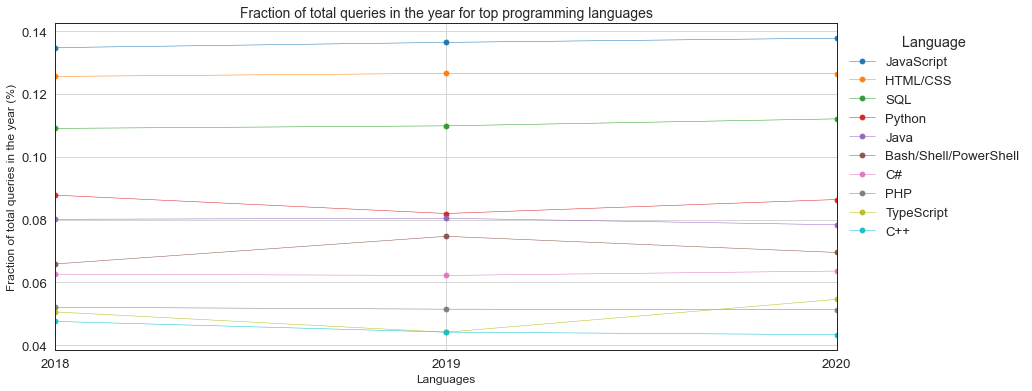 Fraction of total queries in the year for top programming languages
Fraction of total queries in the year (%)
0.14
0.12
0.10
0.08
0.06
0.04
2018
2019
2020
Languages
Language
JavaScript
HTML/CSS
SQL
Python
Java
Bash/Shell/PowerShell
C#
PHP
TypeScript
C++